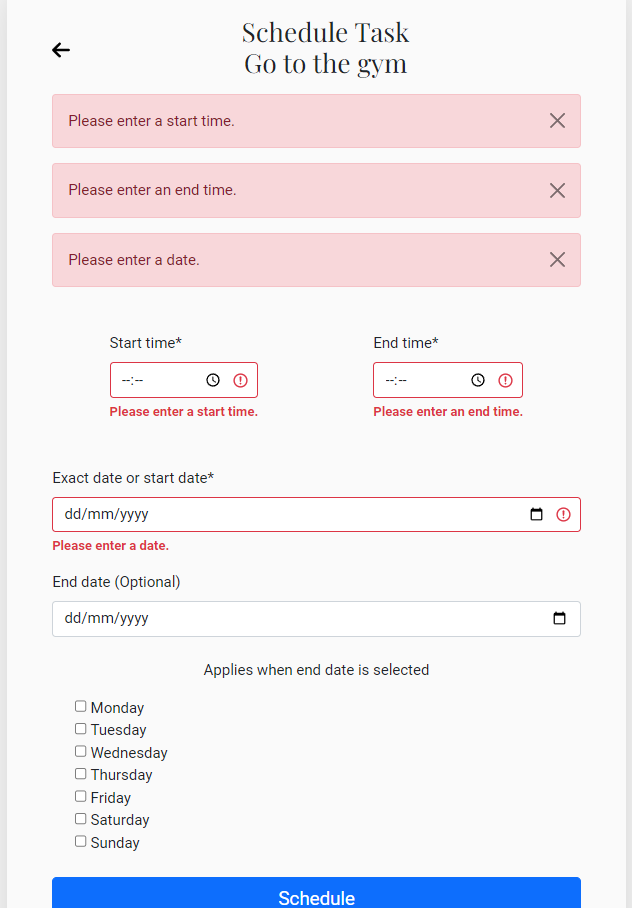 Schedule Task
Go to the gym
Please enter a start time.
Please enter an end time.
Please enter a date.
Start time*
End time*
--:--
--:--
Please enter a start time.
Please enter an end time.
Exact date or start date*
dd/mm/yyyy
Please enter a date.
End date (Optional)
dd/mm/yyyy
Applies when end date is selected
Monday
Tuesday
Wednesday
Thursday
Friday
Saturday
Sunday
Schedule